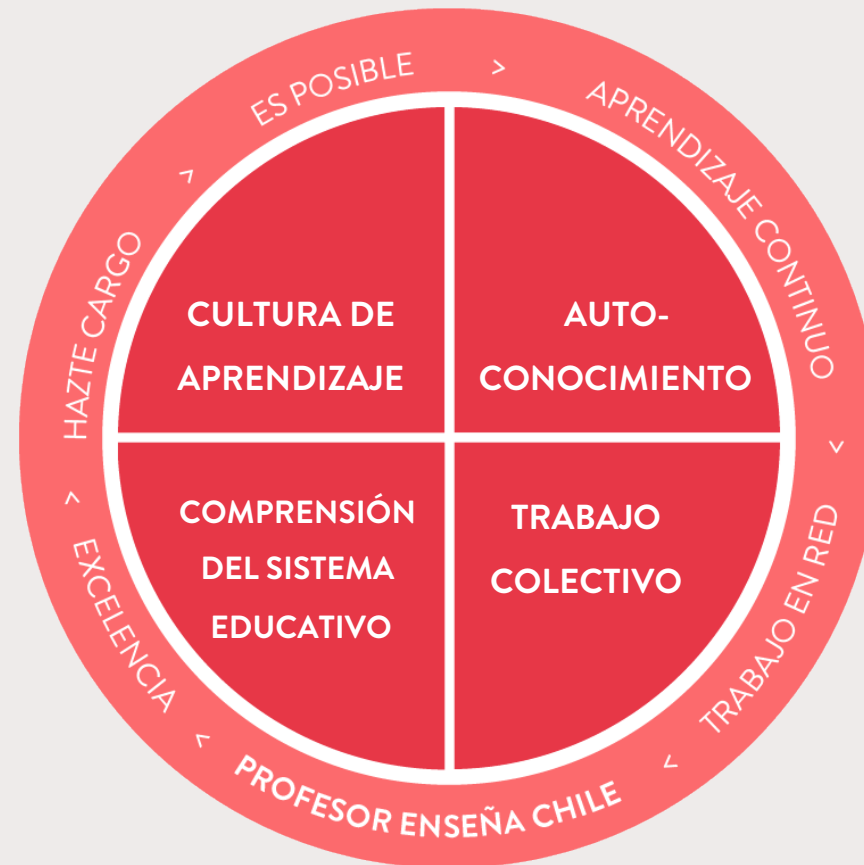 ES POSIBLE
>
APRENDIZAJE CONTINUO
>
TRABAJO EN RED
>
PROFESOR ENSEÑA CHILE
>
EXCELENCIA
>
HAZTE CARGO
>
CULTURA DE
APRENDIZAJE
AUTO-
CONOCIMIENTO
COMPRENSIÓN
DEL SISTEMA
EDUCATIVO
TRABAJO
COLECTIVO